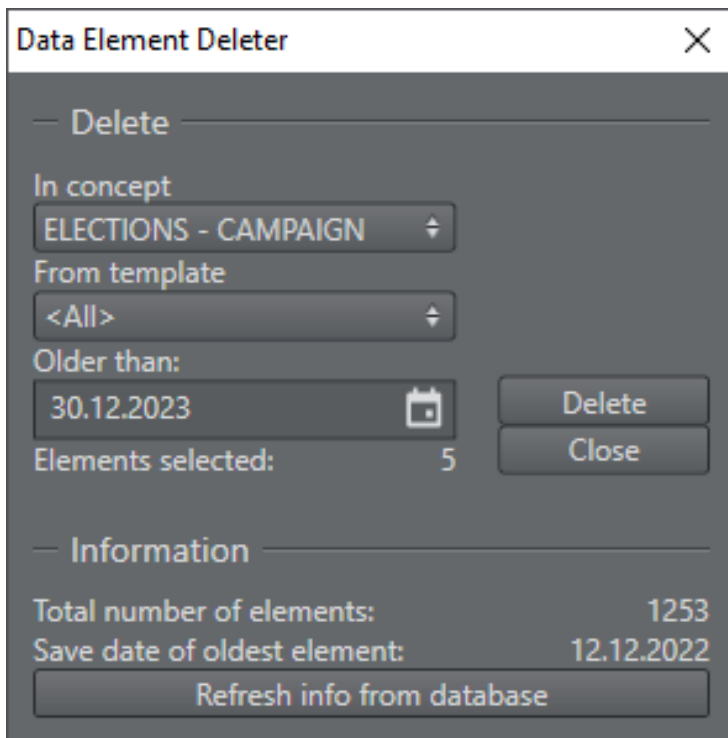 Data Element Deleter
Delete
In concept
ELECTIONS - CAMPAIGN
From template
<All>
Older than:
30.12.2023
Delete
Elements selected: 5
Close
Information
Total number of elements: 1253
Save date of oldest element: 12.12.2022
Refresh info from database